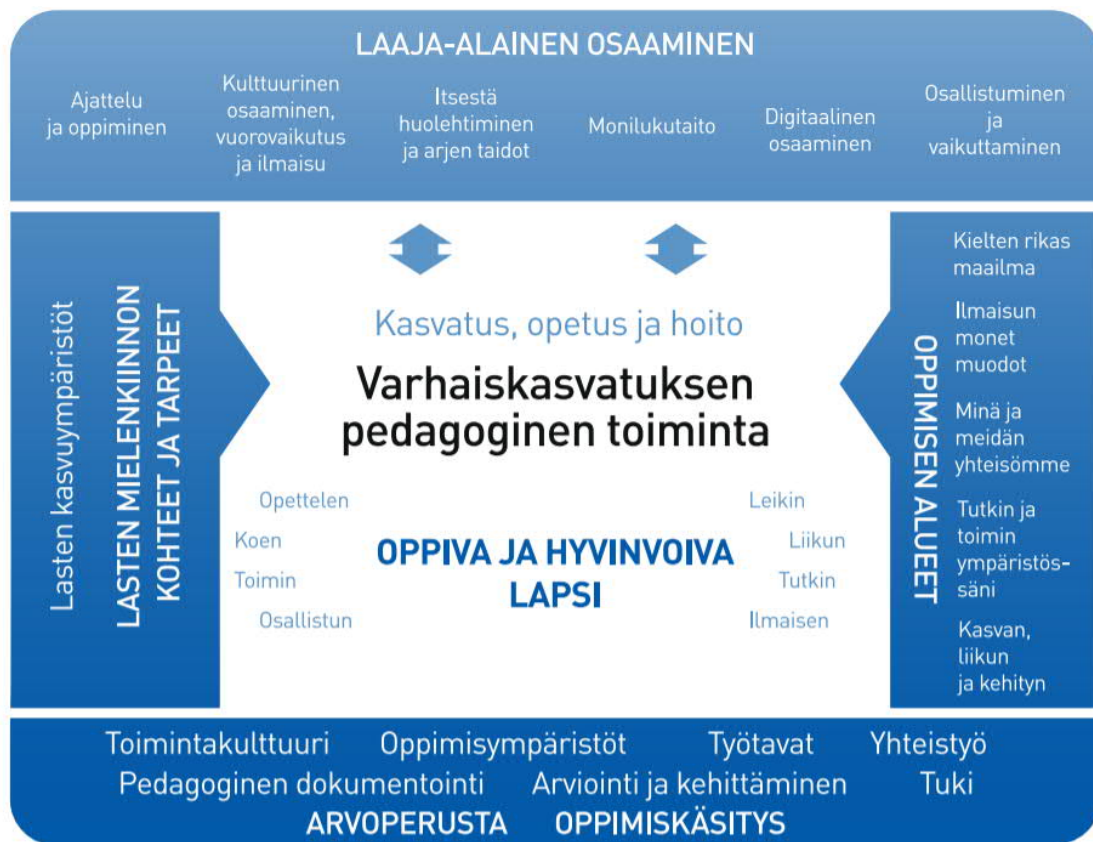 LAAJA-ALAINEN OSAAMINEN
Ajattelu
ja oppiminen
Kulttuurinen
osaaminen,
vuorovaikutus
ja ilmaisu
Itsestä
huolehtiminen
ja arjen taidot
Monilukutaito
Digitaalinen
osaaminen
Osallistuminen
ja
vaikuttaminen
Lasten kasvuympäristöt
LASTEN MIELENKIINNON
KOHTEET JA TARPEET
Kasvatus, opetus ja hoito
Varhaiskasvatuksen
pedagoginen toiminta
Opettelen
Koen
Toimin
Osallistun
OPPIVA JA HYVINVOIVA
LAPSI
Leikin
Liikun
Tutkin
Ilmaisen
OPPIMISEN ALUEET
Kielten rikas
maailma
Ilmaisun
monet
muodot
Minä ja
meidän
yhteisömme
Tutkin ja
toimin
ympäristös-
säni
Kasvan,
liikun
ja kehityn
Toimintakulttuuri Oppimisympäristöt Työtavat Yhteistyö
Pedagoginen dokumentointi Arviointi ja kehittäminen Tuki
ARVOPERUSTA OPPIMISKÄSITYS